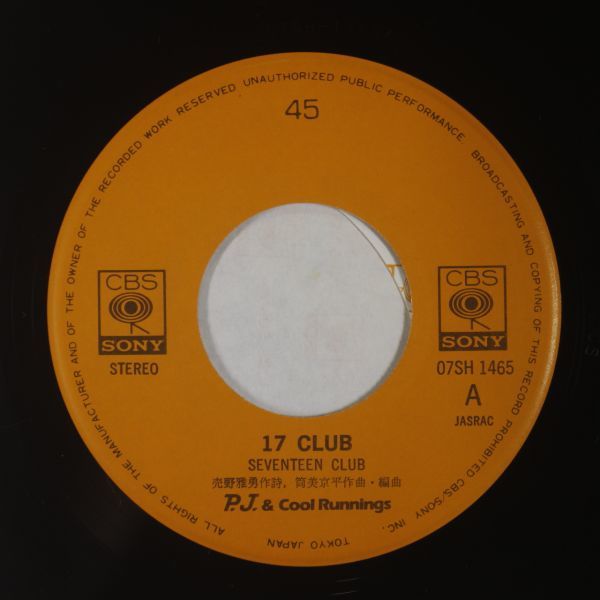 ALL RIGHTS OF THE MANUFACTURER AND OF THE OWNER OF THE RECORDED WORK RESERVED UNAUTHORIZED PUBLIC PERFORMANCE BROADCASTING AND COPYING OF THIS RECORD PROHIBITED CBS/SONY INC.,
TOKYO JAPAN
45
CBS
SONY
STEREO
CBS
SONY
07SH 1465
A
JASRAC
17 CLUB
SEVENTEEN CLUB
売野雅勇作詩, 筒美京平作曲・編曲
P.J. & Cool Runnings